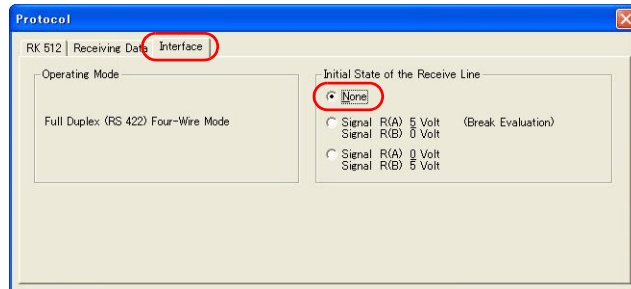 Protocol
RK 512 Receiving Data Interface
Operating Mode
Full Duplex (RS 422) Four-Wire Mode
Initial State of the Receive Line
None
Signal R(A) 5 Volt (Break Evaluation)
Signal R(B) 0 Volt
Signal R(A) 0 Volt
Signal R(B) 5 Volt